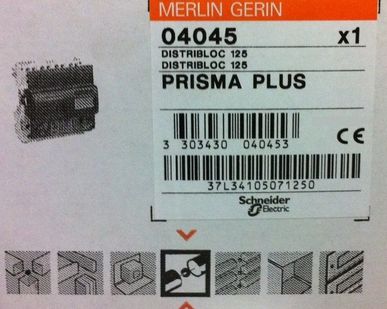 MERLIN GERIN
04045 x1
DISTRIBLOC 125
DISTRIBLOC 125
PRISMA PLUS
3 303430 040453
CE
37L34105071250
Schneider
Electric